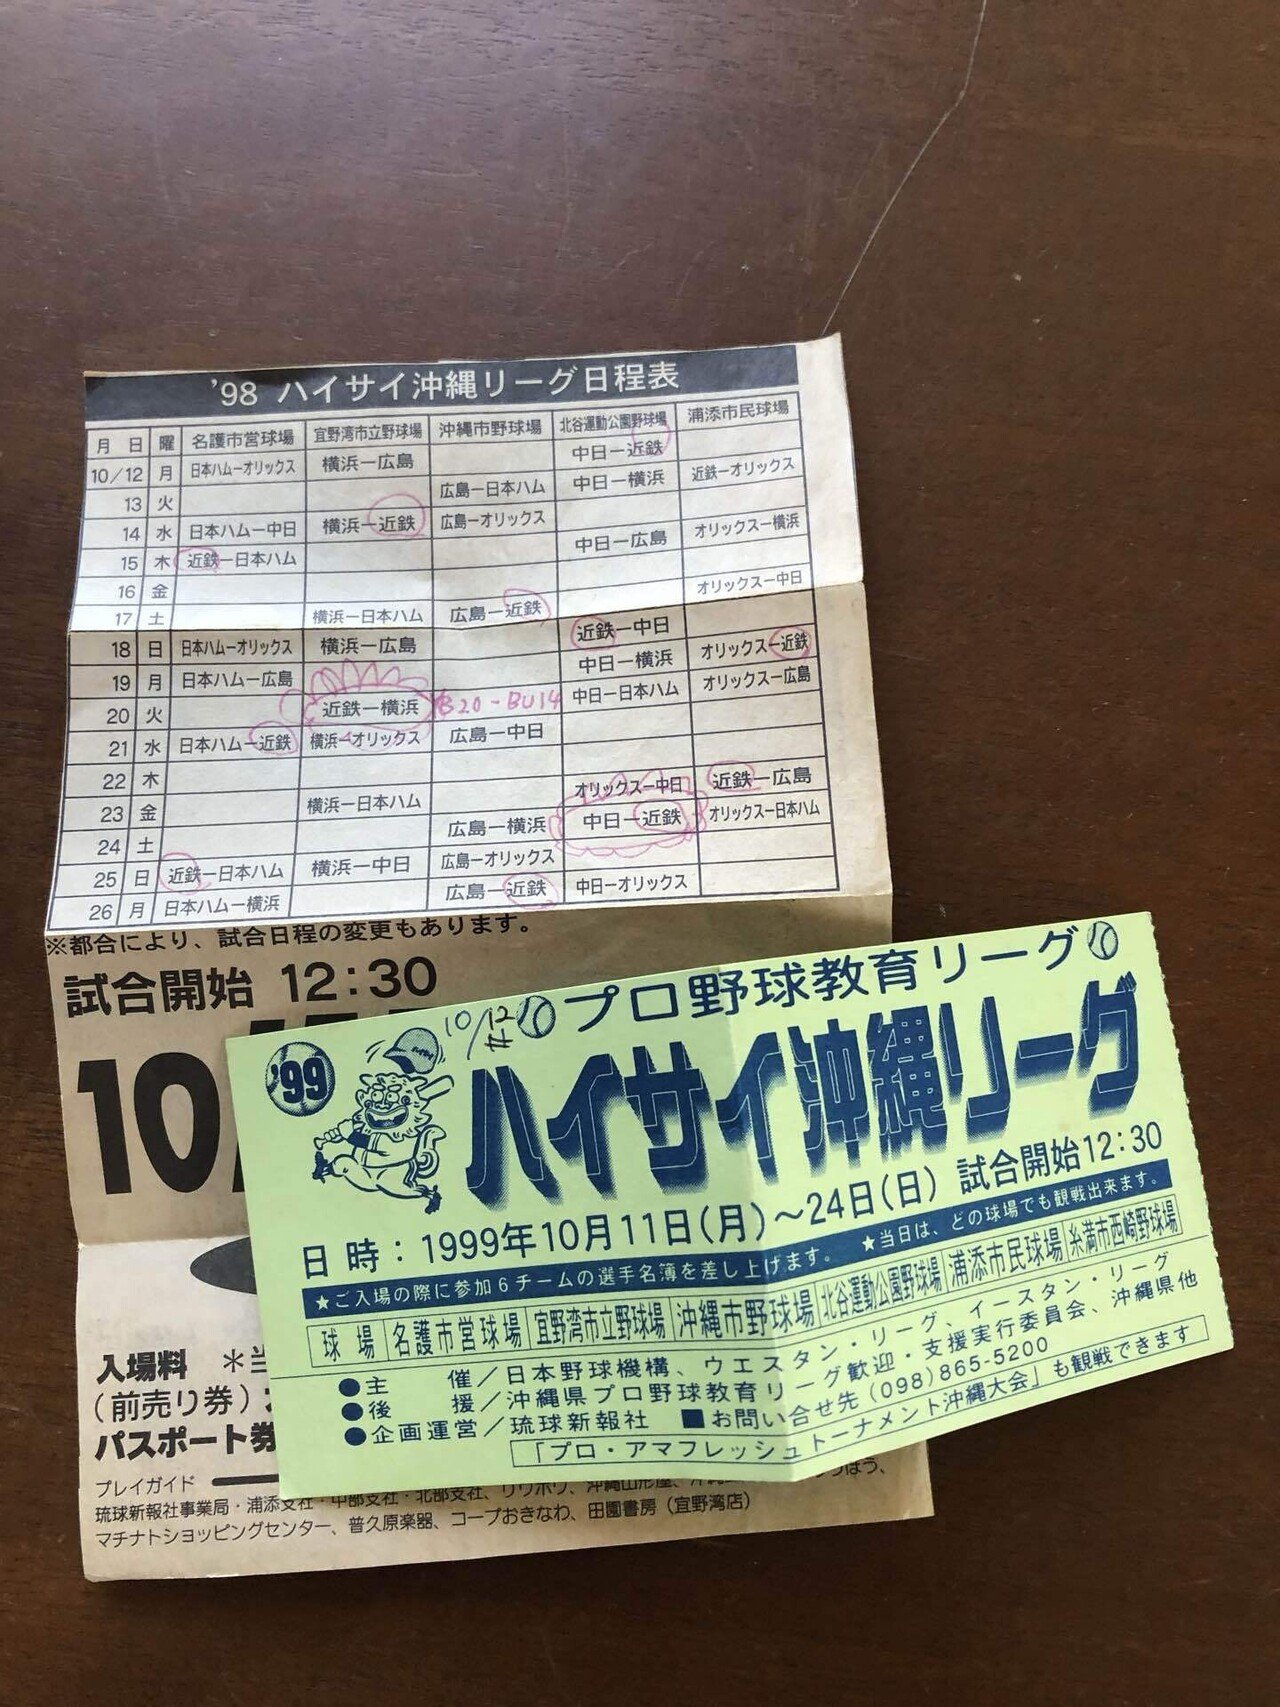 '98 ハイサイ沖縄リーグ日程表
月 日 曜 名護市営球場 宜野湾市立野球場 沖縄市野球場 北谷運動公園野球場 浦添市民球場
10/12 月 日本ハムーオリックス 横浜ー広島 中日ー近鉄
13 火 広島ー日本ハム 中日ー横浜 近鉄ーオリックス
14 水 日本ハムー中日 横浜ー近鉄 広島ーオリックス
15 木 近鉄ー日本ハム 中日ー広島 オリックスー横浜
16 金
17 土 横浜ー日本ハム 広島ー近鉄 オリックスー中日
18 日 日本ハムーオリックス 横浜ー広島 近鉄ー中日
19 月 日本ハムー広島 中日ー横浜 オリックスー近鉄
20 火 近鉄ー横浜 B20-BU14 中日ー日本ハム オリックスー広島
21 水 日本ハムー近鉄 横浜ーオリックス 広島ー中日
22 木
23 金 横浜ー日本ハム オリックスー中日 近鉄ー広島
24 土 広島ー横浜 中日ー近鉄 オリックスー日本ハム
25 日 近鉄ー日本ハム 横浜ー中日 広島ーオリックス
26 月 日本ハムー横浜 広島ー近鉄 中日ーオリックス
※都合により、試合日程の変更もあります。
試合開始 12:30
10/
入場料 *当
(前売り券)
パスポート券
プレイガイド
琉球新報社事業局・浦添支社・中部支社・北部支社、リウボウ、沖縄山形屋、
マチナトショッピングセンター、普久原楽器、コープおきなわ、田園書房(宜野湾店)
10/12
'99
プロ野球教育リーグ
ハイサイ沖縄リーグ
日時:1999年10月11日(月)～24日(日) 試合開始12:30
★ご入場の際に参加6チームの選手名簿を差し上げます。 ★当日は、どの球場でも観戦出来ます。
球場 名護市営球場 宜野湾市立野球場 沖縄市野球場 北谷運動公園野球場 浦添市民球場 糸満市西崎野球場
●主 催/日本野球機構、ウエスタン・リーグ、イースタン・リーグ
●後 援/沖縄県プロ野球教育リーグ歓迎・支援実行委員会、沖縄県他
●企画運営/琉球新報社 ■お問い合せ先(098)865-5200
「プロ・アマフレッシュトーナメント沖縄大会」も観戦できます